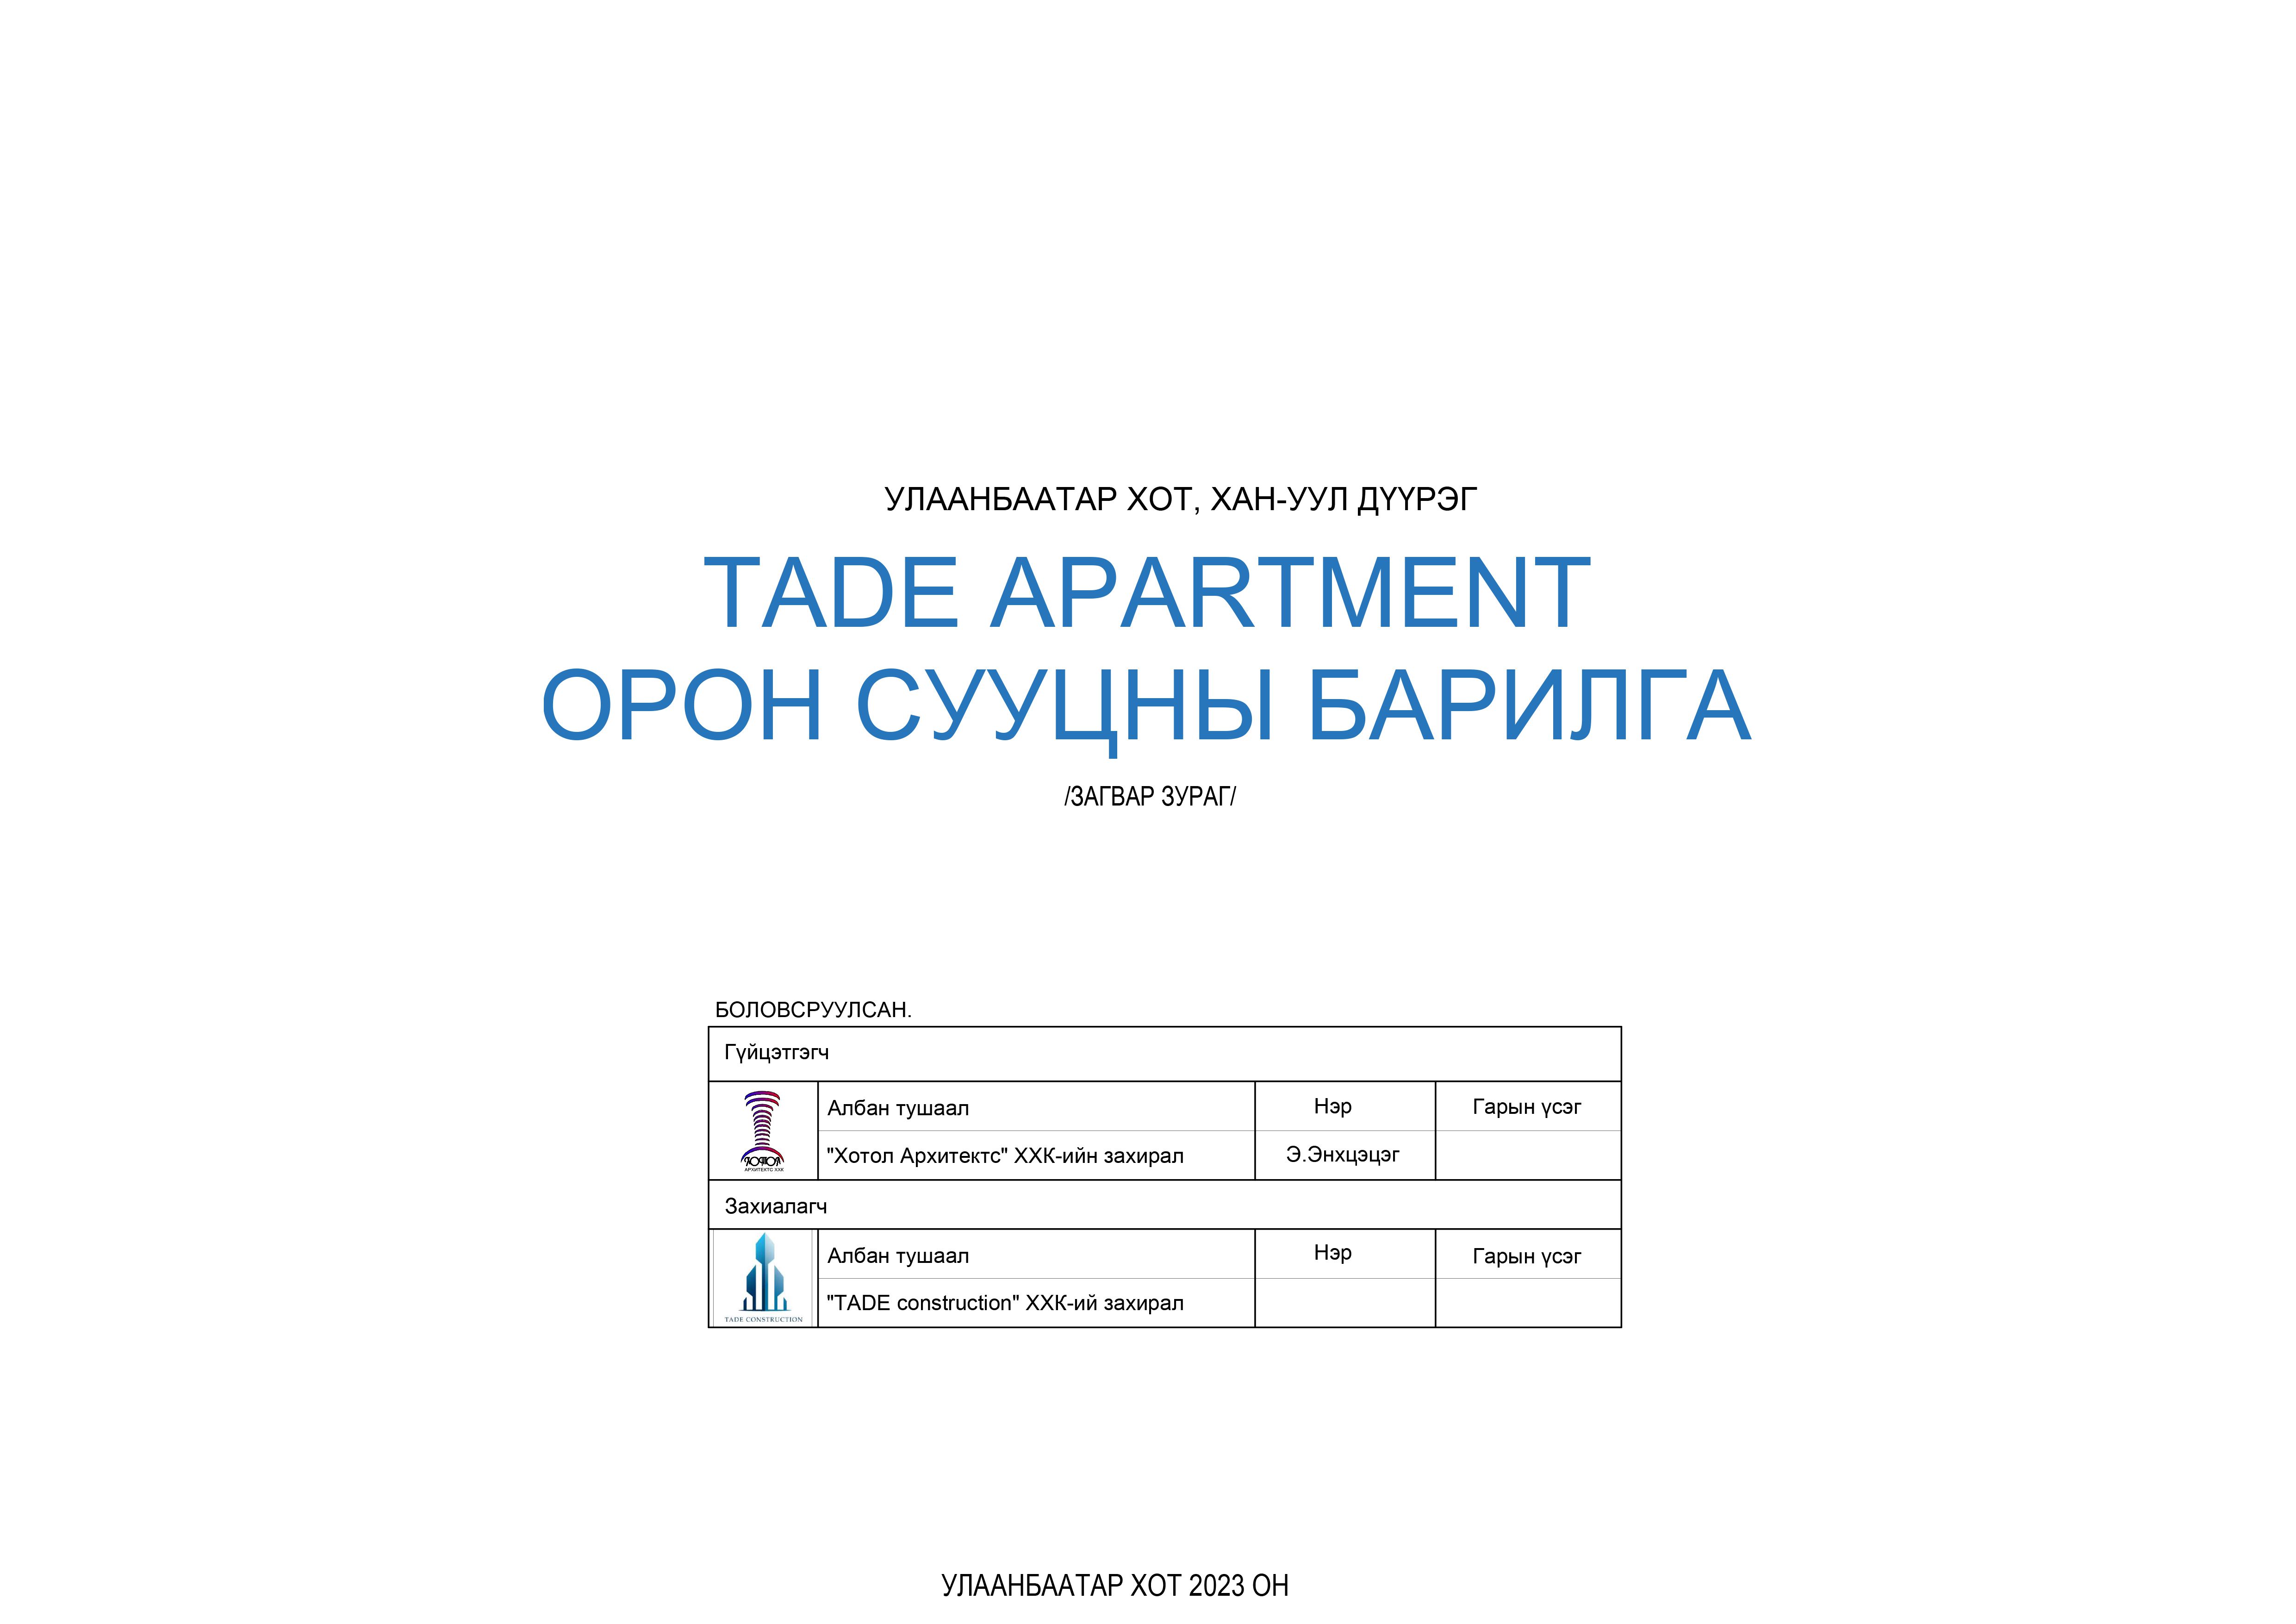 УЛААНБААТАР ХОТ, ХАН-УУЛ ДҮҮРЭГ
TADE APARTMENT
ОРОН СУУЦНЫ БАРИЛГА
/ЗАГВАР ЗУРАГ/
БОЛОВСРУУЛСАН.
Гүйцэтгэгч
Албан тушаал Нэр Гарын үсэг
"Хотол Архитектс" ХХК-ийн захирал Э.Энхцэцэг
ХОТОЛ
АРХИТЕКТС ХХК
Захиалагч
Албан тушаал Нэр Гарын үсэг
"TADE construction" ХХК-ий захирал
TADE CONSTRUCTION
УЛААНБААТАР ХОТ 2023 ОН